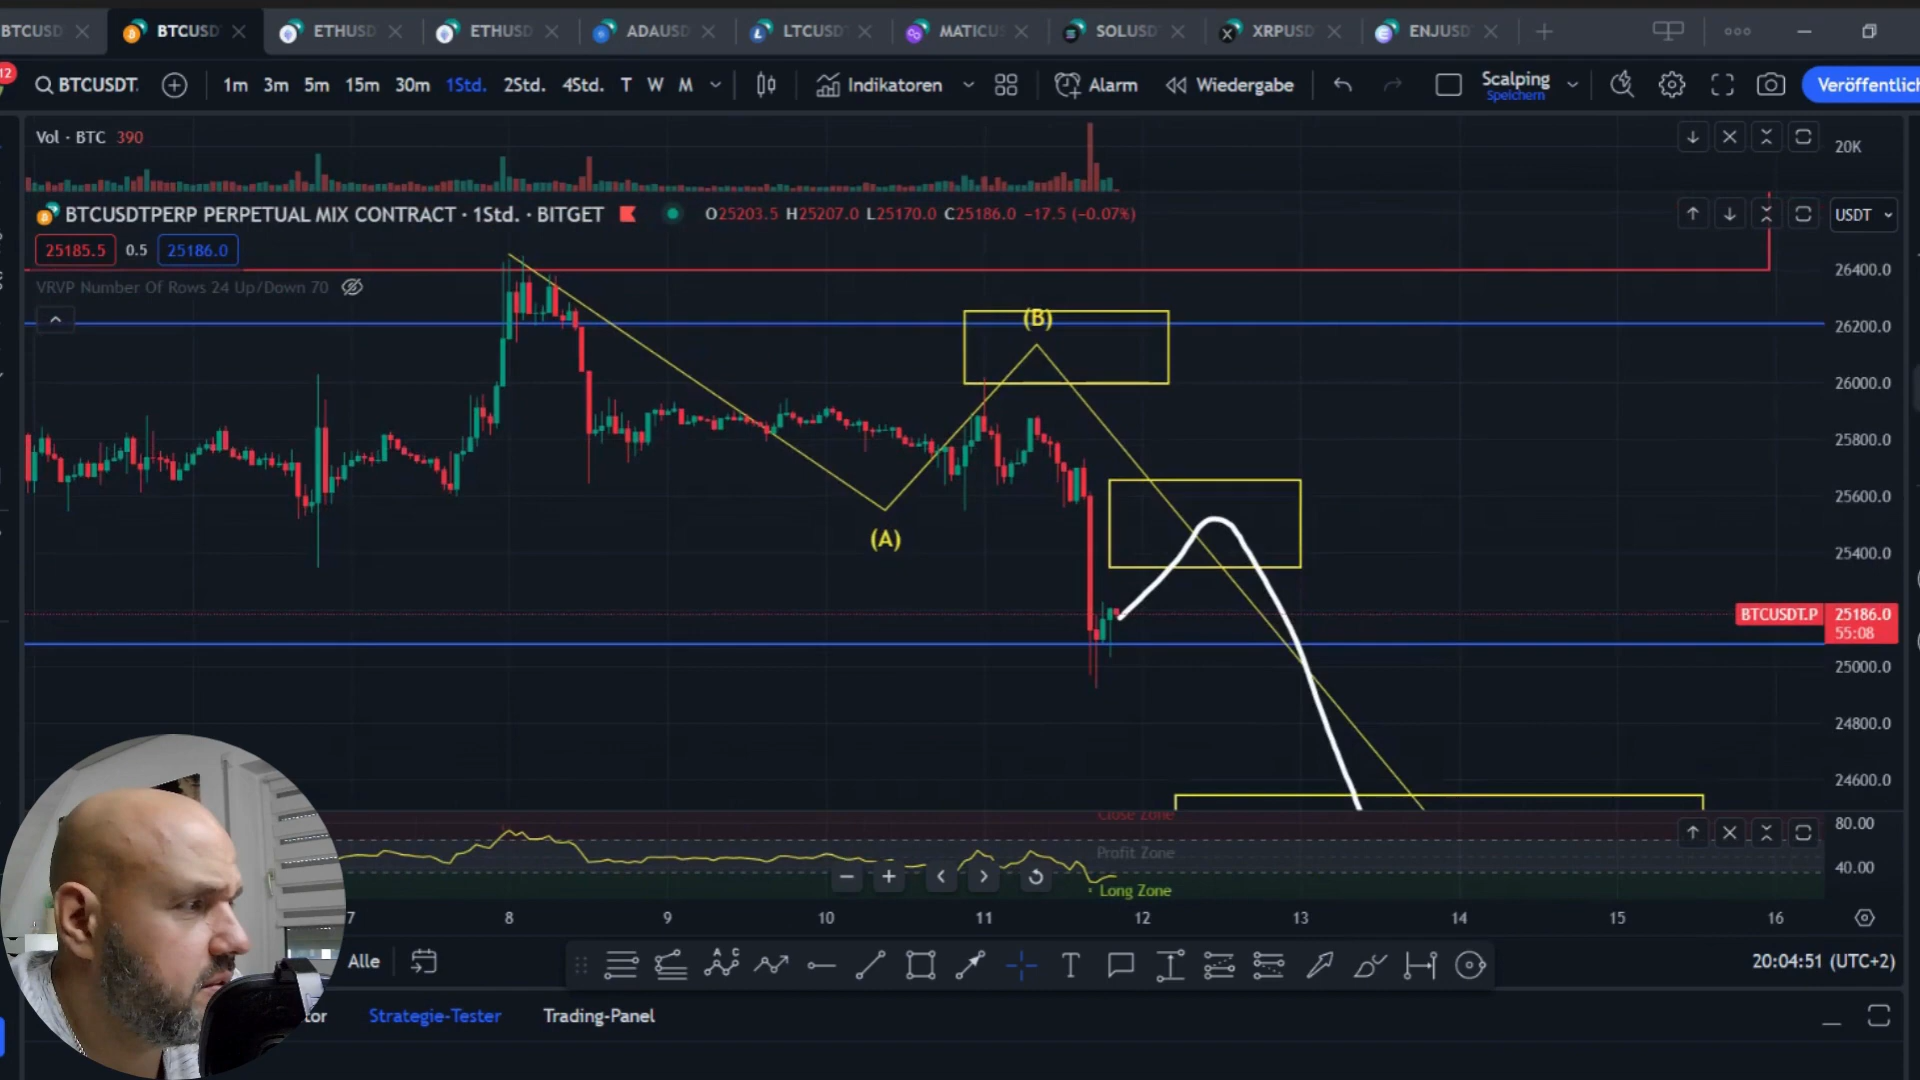 BTCUSD BTCUSD ETHUSD ETHUSD ADAUSD LTCUSD MATICUS SOLUSD XRPUSD ENJUSD
12
BTCUSDT. 1m 3m 5m 15m 30m 1Std. 2Std. 4Std. T W M Indikatoren Alarm Wiedergabe Scalping Veröffentlich
Speichern
Vol · BTC 390
20K
BTCUSDTPERP PERPETUAL MIX CONTRACT · 1Std. · BITGET O25203.5 H25207.0 L25170.0 C25186.0 −17.5 (−0.07%)
USDT
25185.5 0.5 25186.0
26400.0
VRVP Number Of Rows 24 Up/Down 70
(B)
26200.0
26000.0
25800.0
25600.0
(A)
25400.0
BTCUSDT.P 25186.0
55:08
25000.0
24800.0
24600.0
Close Zone
80.00
Profit Zone
40.00
Long Zone
7 8 9 10 11 12 13 14 15 16
Alle
A C
T
20:04:51 (UTC+2)
tor Strategie-Tester Trading-Panel